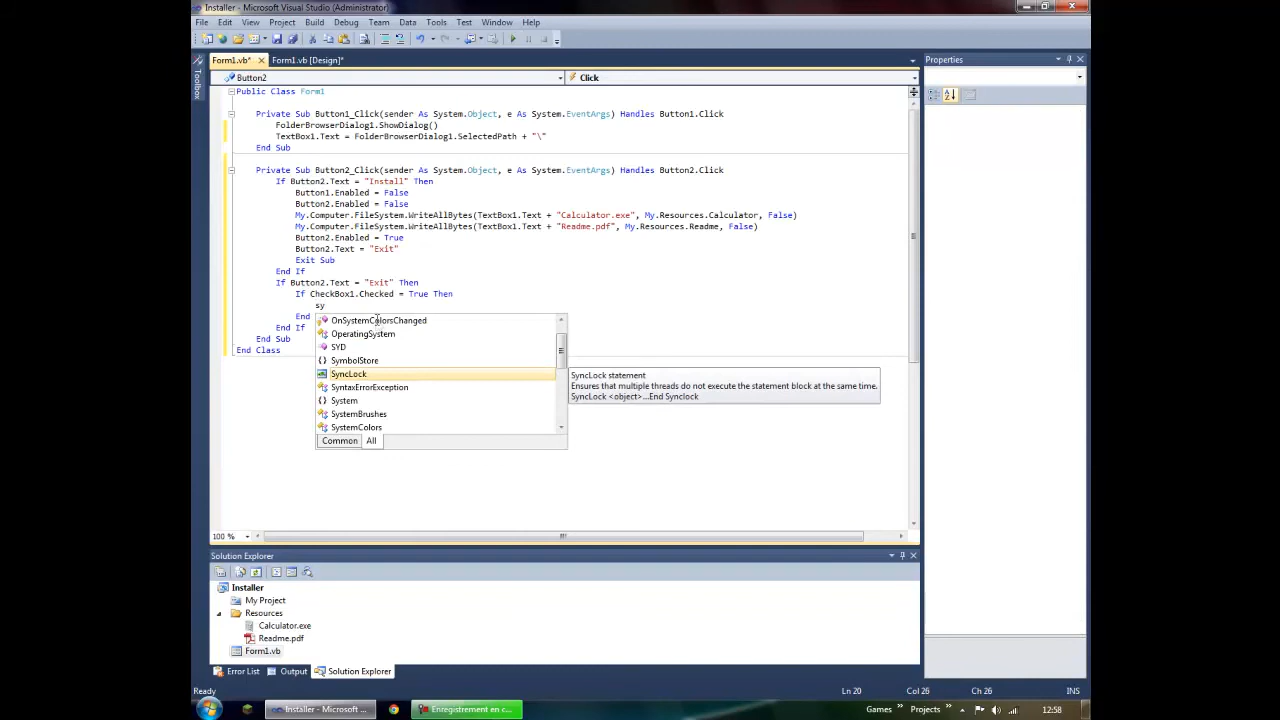 Installer - Microsoft Visual Studio (Administrator)
File Edit View Project Build Debug Team Data Tools Test Window Help
Form1.vb* Form1.vb [Design]*
Properties
Toolbox
Button2 Click
Public Class Form1
Private Sub Button1_Click(sender As System.Object, e As System.EventArgs) Handles Button1.Click
FolderBrowserDialog1.ShowDialog()
TextBox1.Text = FolderBrowserDialog1.SelectedPath + "\"
End Sub
Private Sub Button2_Click(sender As System.Object, e As System.EventArgs) Handles Button2.Click
If Button2.Text = "Install" Then
Button1.Enabled = False
Button2.Enabled = False
My.Computer.FileSystem.WriteAllBytes(TextBox1.Text + "Calculator.exe", My.Resources.Calculator, False)
My.Computer.FileSystem.WriteAllBytes(TextBox1.Text + "Readme.pdf", My.Resources.Readme, False)
Button2.Enabled = True
Button2.Text = "Exit"
Exit Sub
End If
If Button2.Text = "Exit" Then
If CheckBox1.Checked = True Then
sy
End
End If
End Sub
End Class
OnSystemColorsChanged
OperatingSystem
SYD
SymbolStore
SyncLock
SyntaxErrorException
System
SystemBrushes
SystemColors
Common All
SyncLock statement
Ensures that multiple threads do not execute the statement block at the same time.
SyncLock <object>...End Synclock
100 %
Solution Explorer
Installer
My Project
Resources
Calculator.exe
Readme.pdf
Form1.vb
Error List Output Solution Explorer
Ready Ln 20 Col 26 Ch 26 INS
Installer - Microsoft ... Enregistrement en c... Games » Projects » 12:58